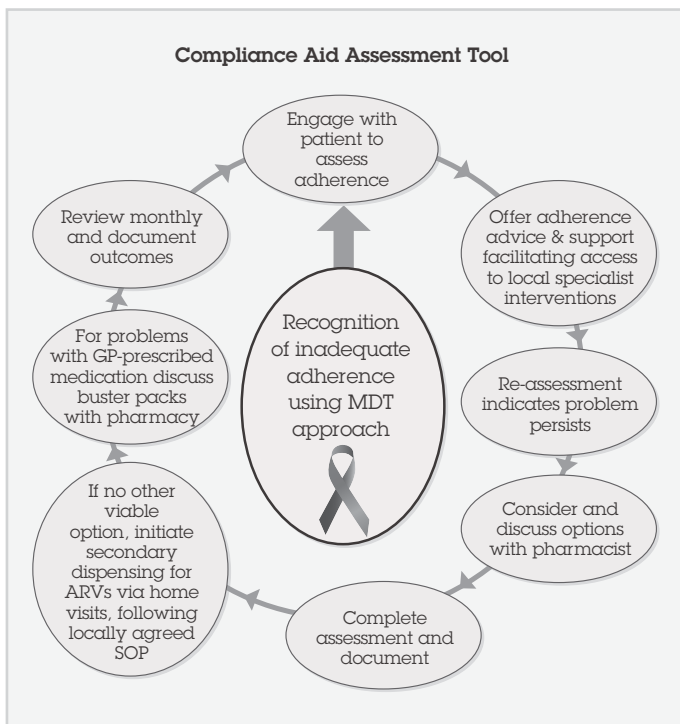 Compliance Aid Assessment Tool
Engage with
patient to
assess
adherence
Offer adherence
advice & support
facilitating access
to local specialist
interventions
Re-assessment
indicates problem
persists
Consider and
discuss options
with pharmacist
Complete
assessment and
document
If no other
viable
option, initiate
secondary
dispensing for
ARVs via home
visits, following
locally agreed
SOP
For problems
with GP-prescribed
medication discuss
buster packs
with pharmacy
Review monthly
and document
outcomes
Recognition
of inadequate
adherence
using MDT
approach